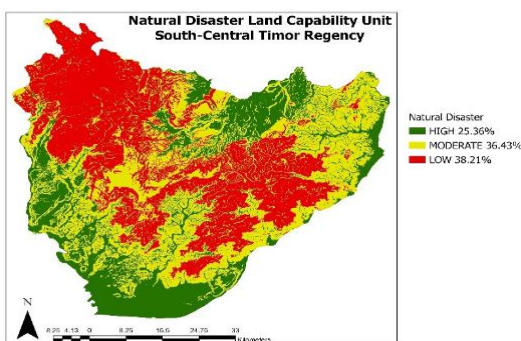 Natural Disaster Land Capability Unit
South-Central Timor Regency
Natural Disaster
HIGH 25.36%
MODERATE 36.43%
LOW 38.21%
N
8.25 4.13 0 8.25 16.5 24.75 33
Kilometers